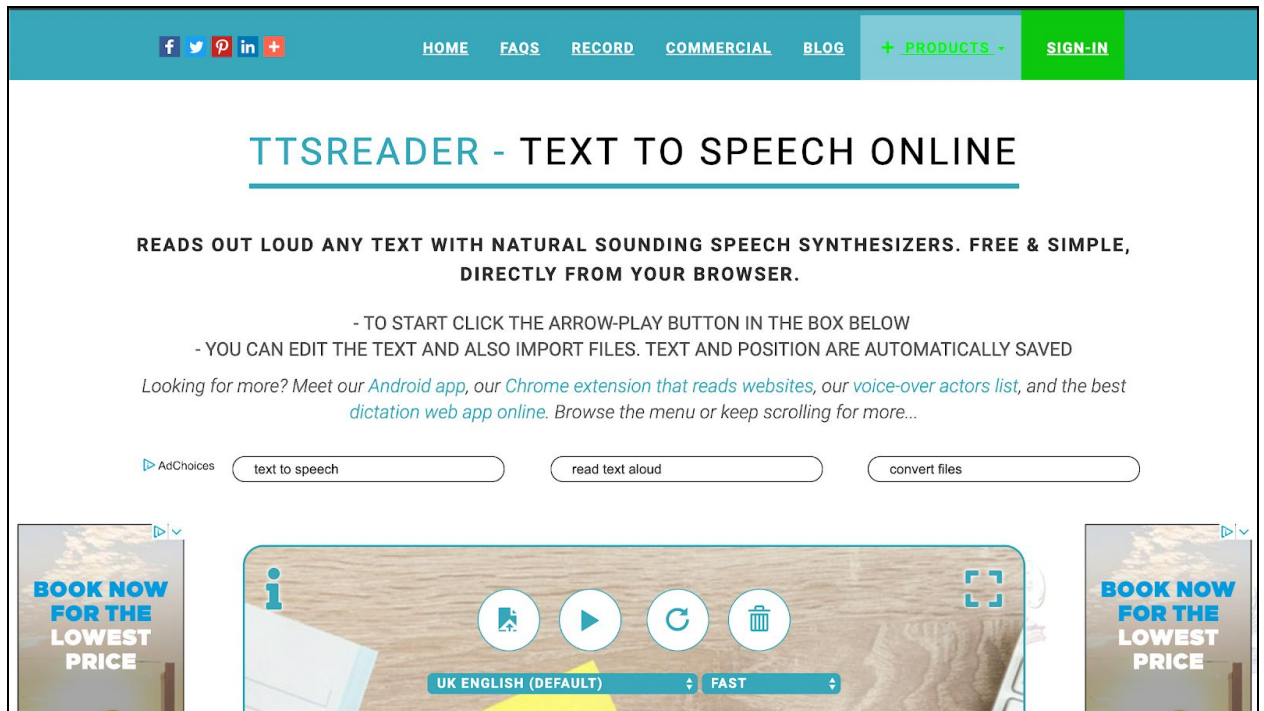 HOME FAQS RECORD COMMERCIAL BLOG + PRODUCTS SIGN-IN
TTSREADER - TEXT TO SPEECH ONLINE
READS OUT LOUD ANY TEXT WITH NATURAL SOUNDING SPEECH SYNTHESIZERS. FREE & SIMPLE,
DIRECTLY FROM YOUR BROWSER.
- TO START CLICK THE ARROW-PLAY BUTTON IN THE BOX BELOW
- YOU CAN EDIT THE TEXT AND ALSO IMPORT FILES. TEXT AND POSITION ARE AUTOMATICALLY SAVED
Looking for more? Meet our Android app, our Chrome extension that reads websites, our voice-over actors list, and the best
dictation web app online. Browse the menu or keep scrolling for more...
AdChoices text to speech read text aloud convert files
BOOK NOW
FOR THE
LOWEST
PRICE
UK ENGLISH (DEFAULT) FAST
BOOK NOW
FOR THE
LOWEST
PRICE